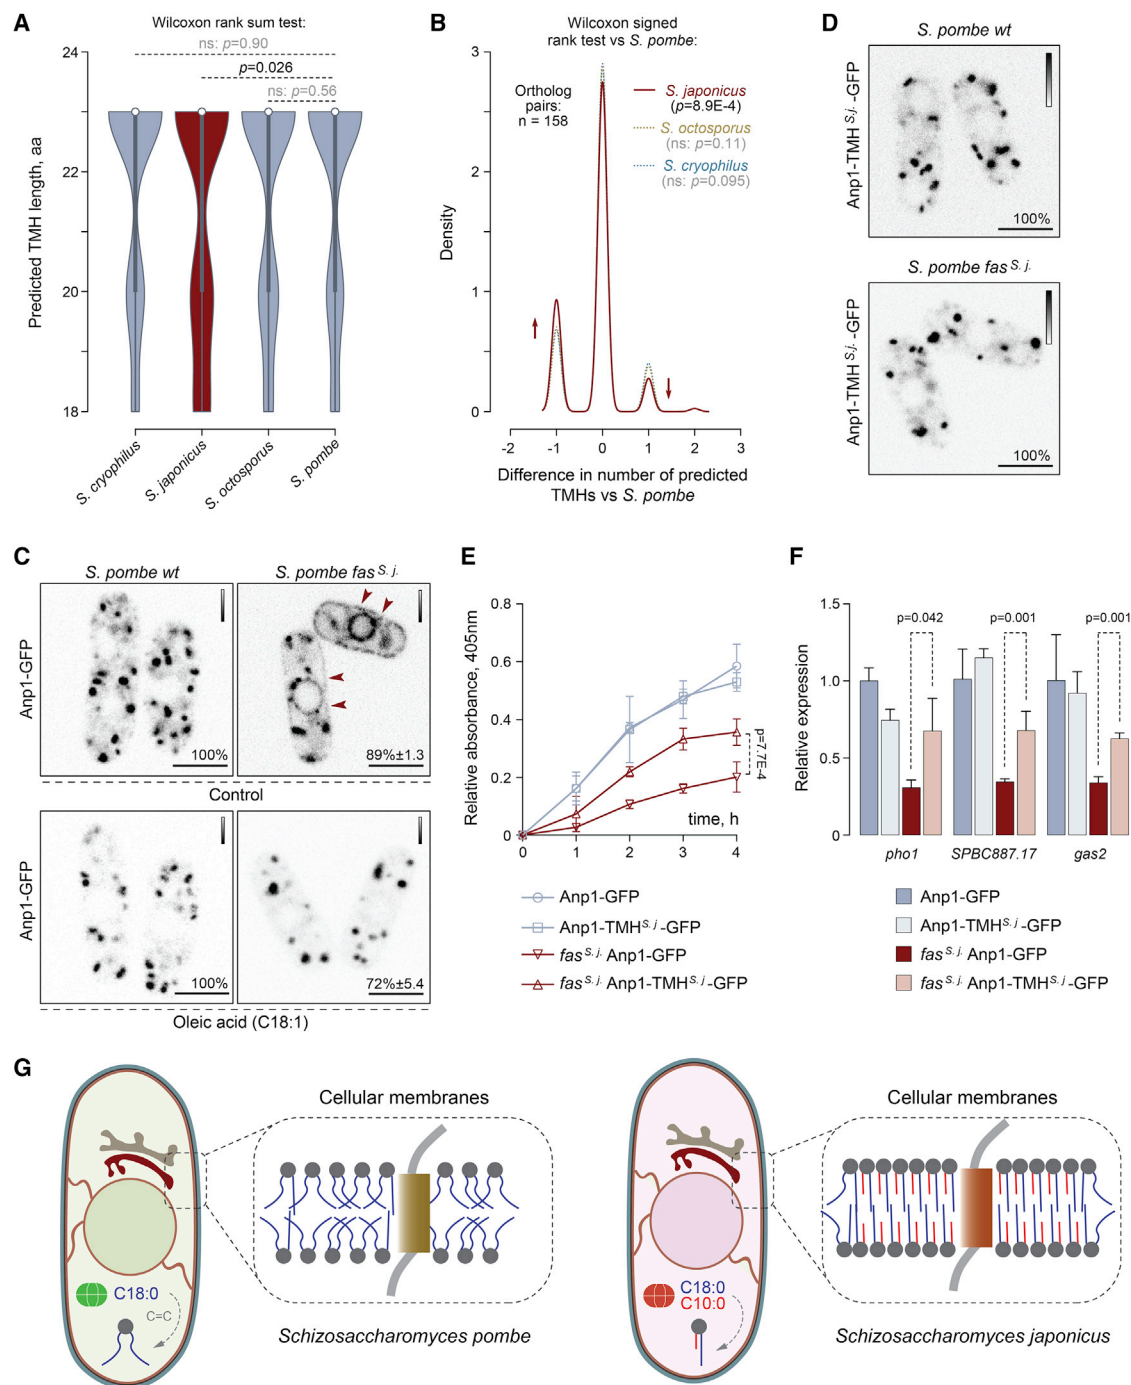 A
Wilcoxon rank sum test:
ns: p=0.90
p=0.026
ns: p=0.56
Predicted TMH length, aa
24
22
20
18
S. cryophilus
S. japonicus
S. octosporus
S. pombe
B
Wilcoxon signed
rank test vs S. pombe:
Density
3
2
1
0
Ortholog
pairs:
n = 158
S. japonicus
(p=8.9E-4)
S. octosporus
(ns: p=0.11)
S. cryophilus
(ns: p=0.095)
-2
-1
0
1
2
3
Difference in number of predicted
TMHs vs S. pombe
D
S. pombe wt
Anp1-TMH S.j.-GFP
100%
S. pombe fas S. j.
Anp1-TMH S.j.-GFP
100%
C
S. pombe wt
S. pombe fas S. j.
Anp1-GFP
100%
89%±1.3
Control
Anp1-GFP
100%
72%±5.4
Oleic acid (C18:1)
E
Relative absorbance, 405nm
0.8
0.6
0.4
0.2
0
p=7.7E-4
time, h
0
1
2
3
4
Anp1-GFP
Anp1-TMH S. j-GFP
fas S. j. Anp1-GFP
fas S. j. Anp1-TMH S. j-GFP
F
Relative expression
1.5
1.0
0.5
0
p=0.042
p=0.001
p=0.001
pho1
SPBC887.17
gas2
Anp1-GFP
Anp1-TMH S. j-GFP
fas S. j. Anp1-GFP
fas S. j. Anp1-TMH S. j-GFP
G
Cellular membranes
C18:0
C=C
Schizosaccharomyces pombe
Cellular membranes
C18:0
C10:0
Schizosaccharomyces japonicus